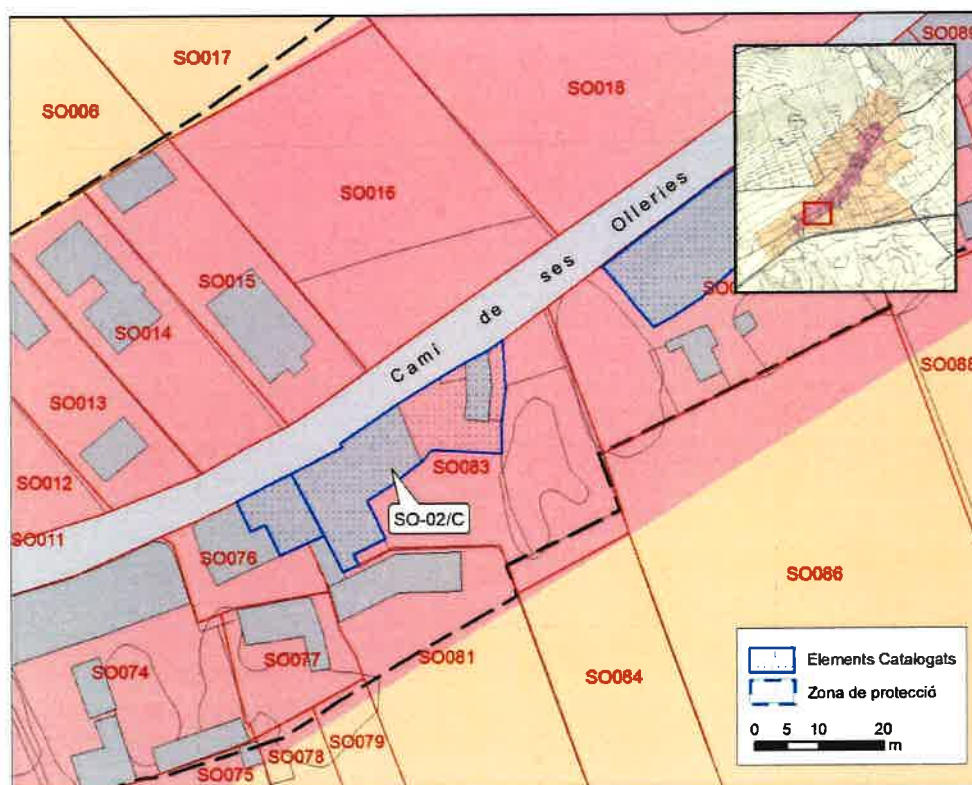 SO017
SO006
SO018
SO089
SO016
SO015
SO014
SO013
SO012
SO011
Camí de ses Olleries
SO088
SO083
SO-02/C
SO076
SO086
SO074
SO077
SO081
SO084
SO079
SO078
SO075
Elements Catalogats
Zona de protecció
0 5 10 20
m